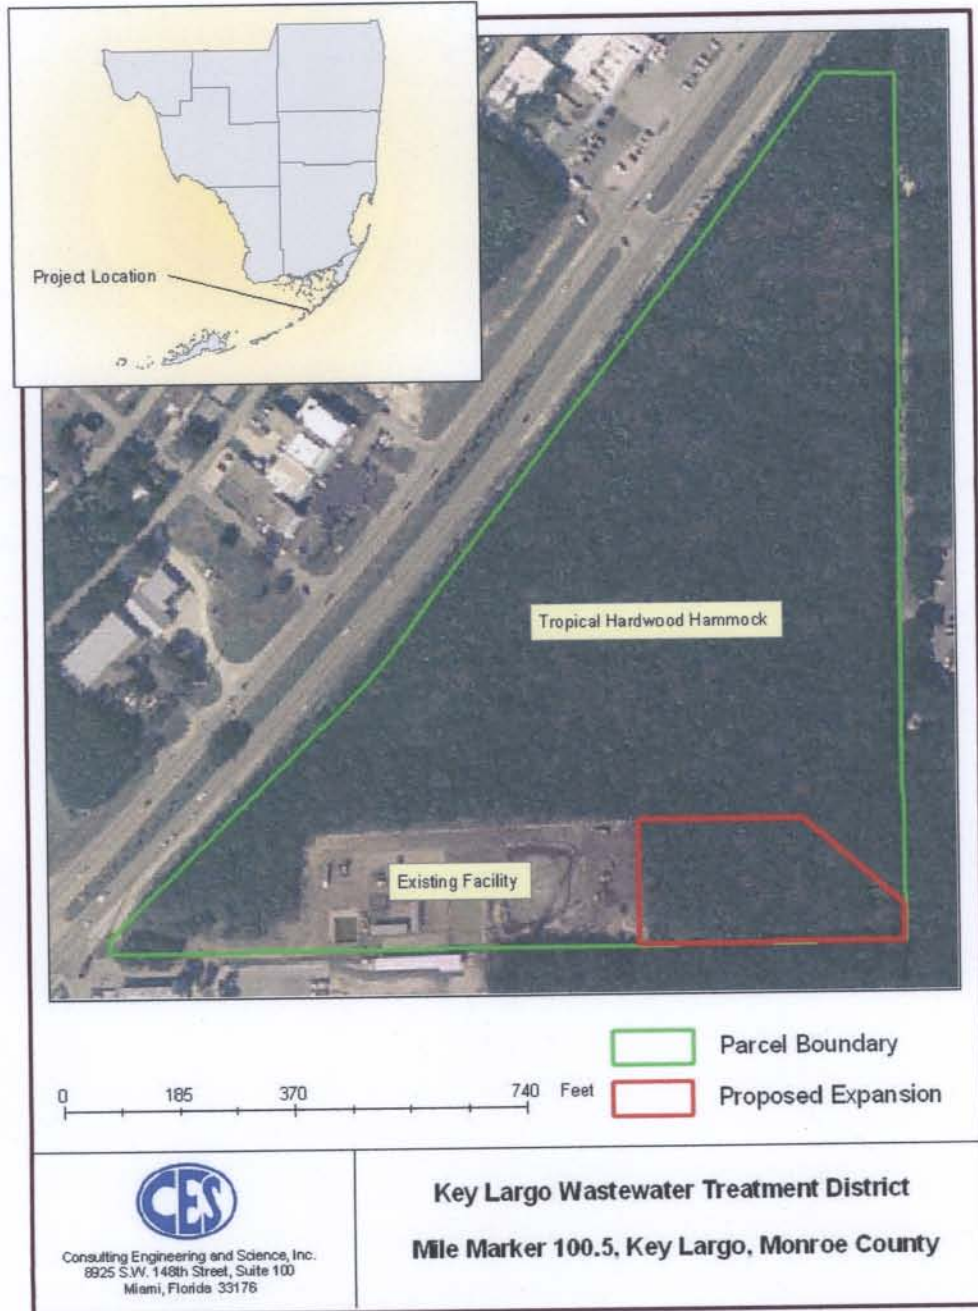 Project Location
Tropical Hardwood Hammock
Existing Facility
Parcel Boundary
0 185 370 740 Feet
Proposed Expansion
CES
Consulting Engineering and Science, Inc.
8925 S.W. 148th Street, Suite 100
Miami, Florida 33176
Key Largo Wastewater Treatment District
Mile Marker 100.5, Key Largo, Monroe County